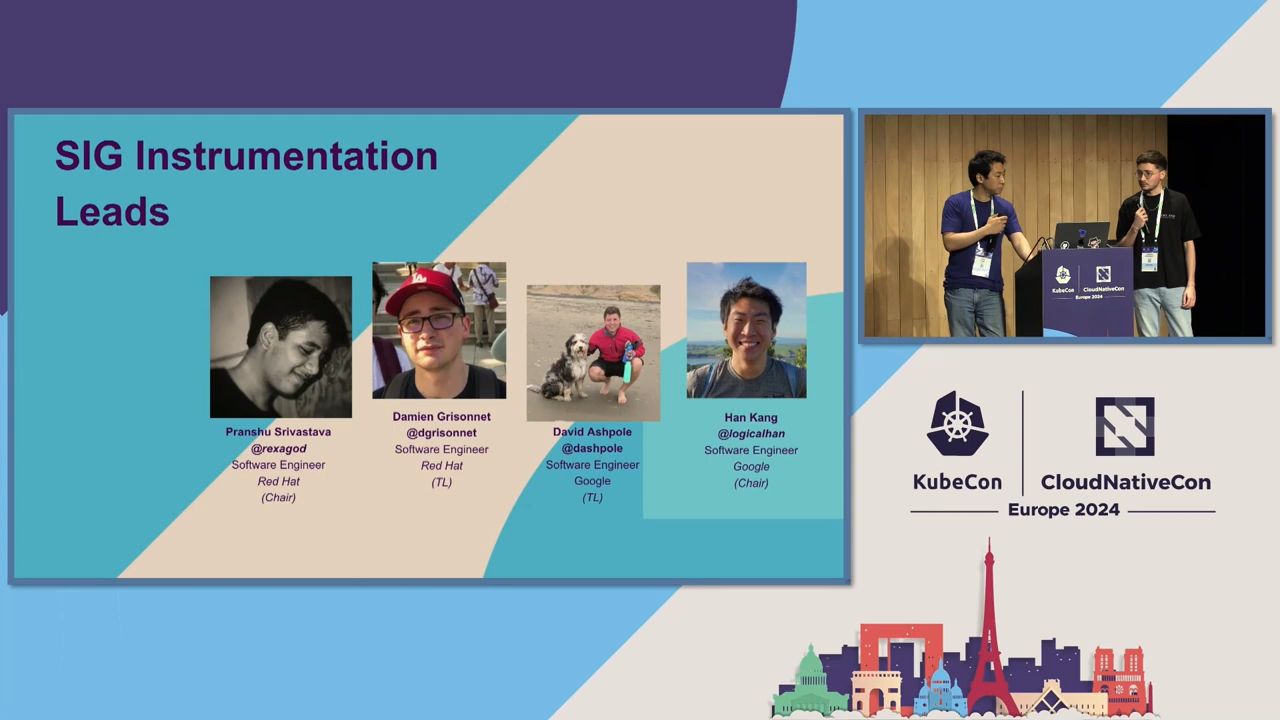 SIG Instrumentation
Leads
Pranshu Srivastava
@rexagod
Software Engineer
Red Hat
(Chair)
Damien Grisonnet
@dgrisonnet
Software Engineer
Red Hat
(TL)
David Ashpole
@dashpole
Software Engineer
Google
(TL)
Han Kang
@logicalhan
Software Engineer
Google
(Chair)
KubeCon
CloudNativeCon
Europe 2024
KubeCon
CloudNativeCon
Europe 2024